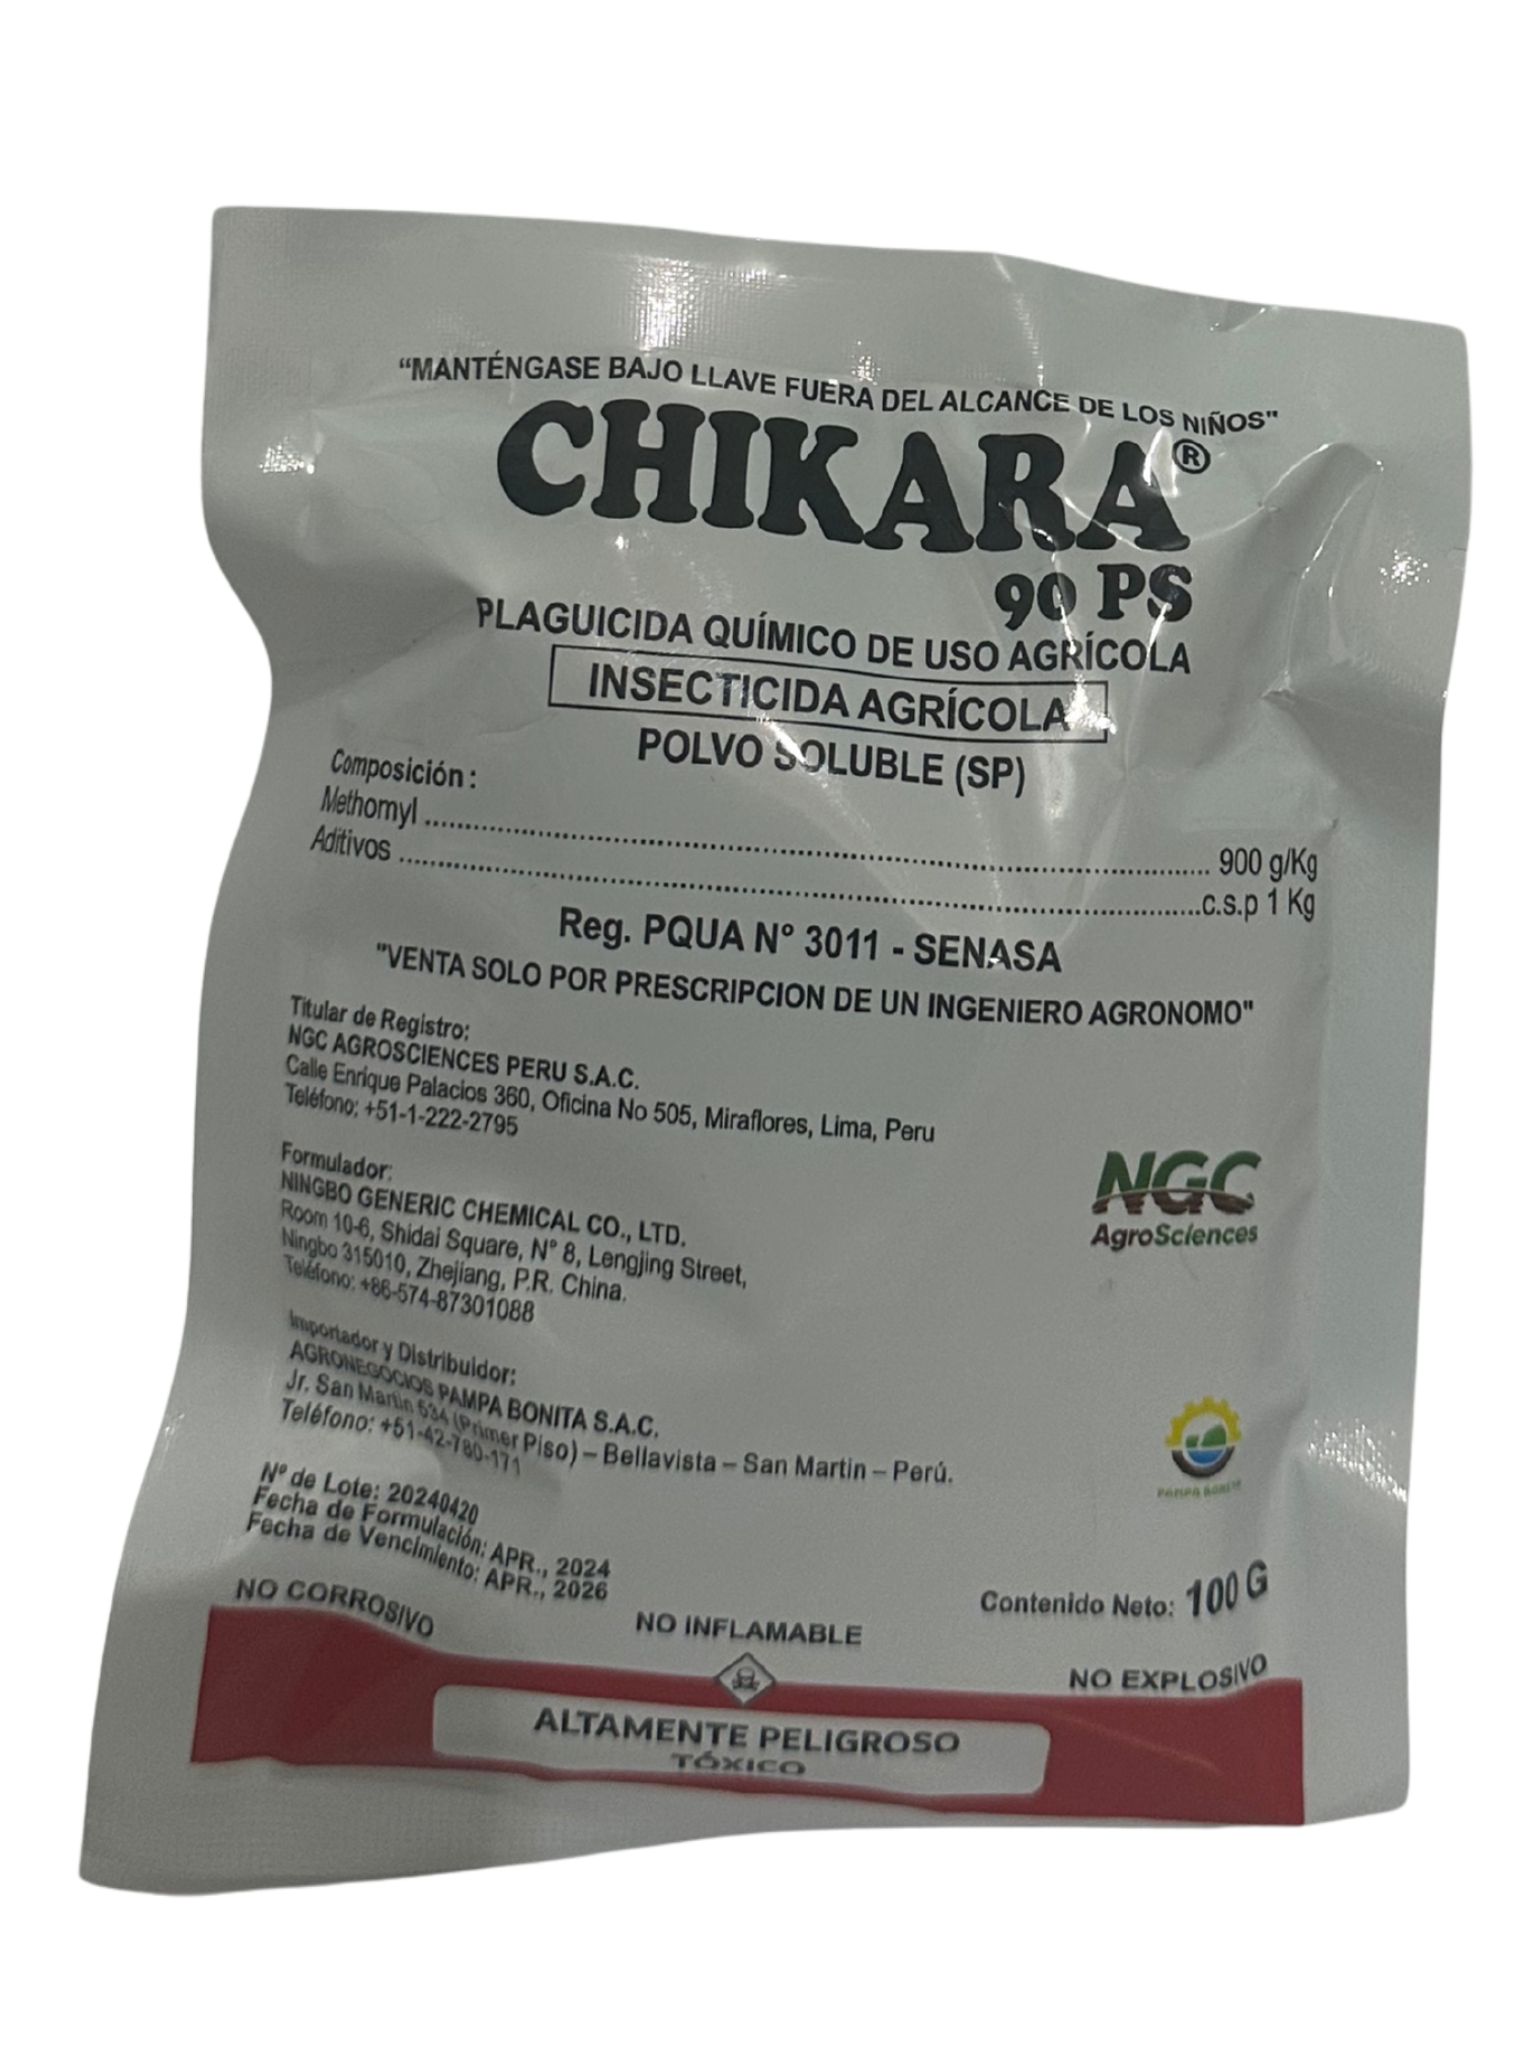 “MANTÉNGASE BAJO LLAVE FUERA DEL ALCANCE DE LOS NIÑOS"
CHIKARA®
90 PS
PLAGUICIDA QUÍMICO DE USO AGRÍCOLA
INSECTICIDA AGRÍCOLA
POLVO SOLUBLE (SP)
Composición :
Methomyl ........................................................................................................ 900 g/Kg
Aditivos ........................................................................................................c.s.p 1 Kg
Reg. PQUA N° 3011 - SENASA
"VENTA SOLO POR PRESCRIPCION DE UN INGENIERO AGRONOMO"
Titular de Registro:
NGC AGROSCIENCES PERU S.A.C.
Calle Enrique Palacios 360, Oficina No 505, Miraflores, Lima, Peru
Teléfono: +51-1-222-2795
NGC
AgroSciences
Formulador:
NINGBO GENERIC CHEMICAL CO., LTD.
Room 10-6, Shidai Square, N° 8, Lengjing Street,
Ningbo 315010, Zhejiang, P.R. China.
Teléfono: +86-574-87301088
Importador y Distribuidor:
AGRONEGOCIOS PAMPA BONITA S.A.C.
Jr. San Martin 534 (Primer Piso) – Bellavista – San Martin – Perú.
Teléfono: +51-42-780-171
PAMPA
N° de Lote: 20240420
Fecha de Formulación: APR., 2024
Fecha de Vencimiento: APR., 2026
Contenido Neto: 100 G
NO CORROSIVO
NO INFLAMABLE
NO EXPLOSIVO
ALTAMENTE PELIGROSO
TÓXICO